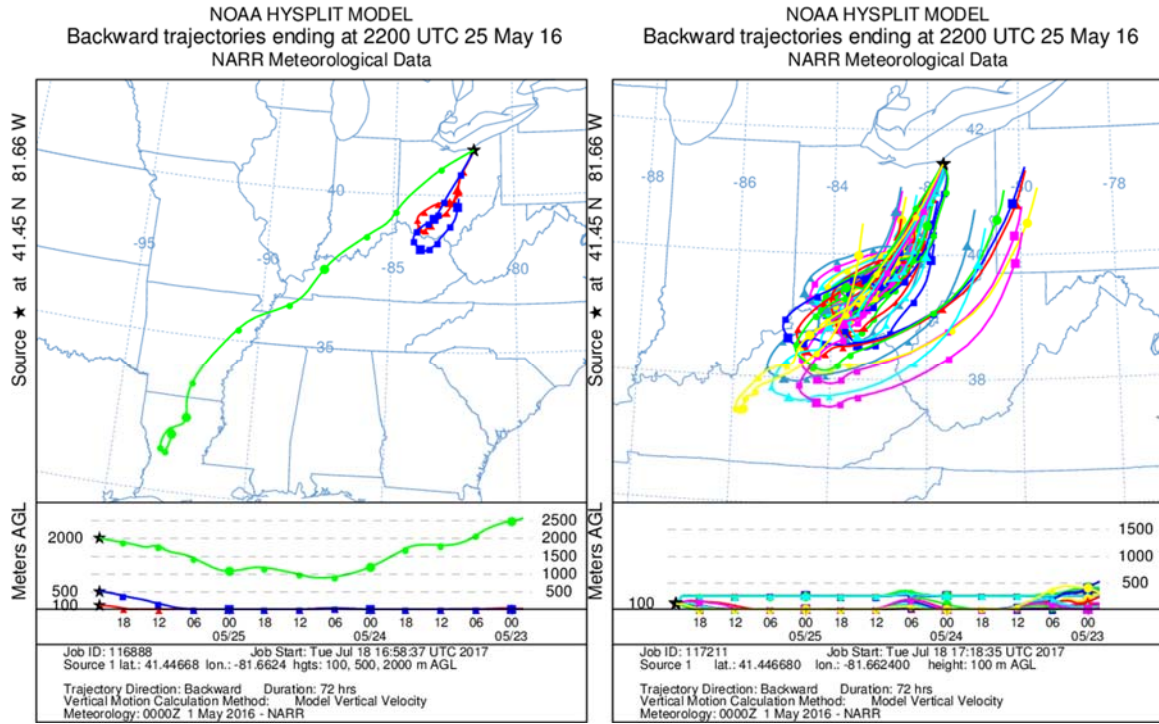 NOAA HYSPLIT MODEL
Backward trajectories ending at 2200 UTC 25 May 16
NARR Meteorological Data
Source ★ at 41.45 N 81.66 W
-95
-90
-85
-80
40
35
Meters AGL
2000
500
100
2500
2000
1500
1000
500
18 12 06 00 18 12 06 00 18 12 06 00
05/25 05/24 05/23
Job ID: 116888 Job Start: Tue Jul 18 16:58:37 UTC 2017
Source 1 lat.: 41.44668 lon.: -81.6624 hgts: 100, 500, 2000 m AGL
Trajectory Direction: Backward Duration: 72 hrs
Vertical Motion Calculation Method: Model Vertical Velocity
Meteorology: 0000Z 1 May 2016 - NARR
NOAA HYSPLIT MODEL
Backward trajectories ending at 2200 UTC 25 May 16
NARR Meteorological Data
Source ★ at 41.45 N 81.66 W
-88
-86
-84
-80
-78
42
40
38
Meters AGL
100
1500
1000
500
18 12 06 00 18 12 06 00 18 12 06 00
05/25 05/24 05/23
Job ID: 117211 Job Start: Tue Jul 18 17:18:35 UTC 2017
Source 1 lat.: 41.446680 lon.: -81.662400 height: 100 m AGL
Trajectory Direction: Backward Duration: 72 hrs
Vertical Motion Calculation Method: Model Vertical Velocity
Meteorology: 0000Z 1 May 2016 - NARR